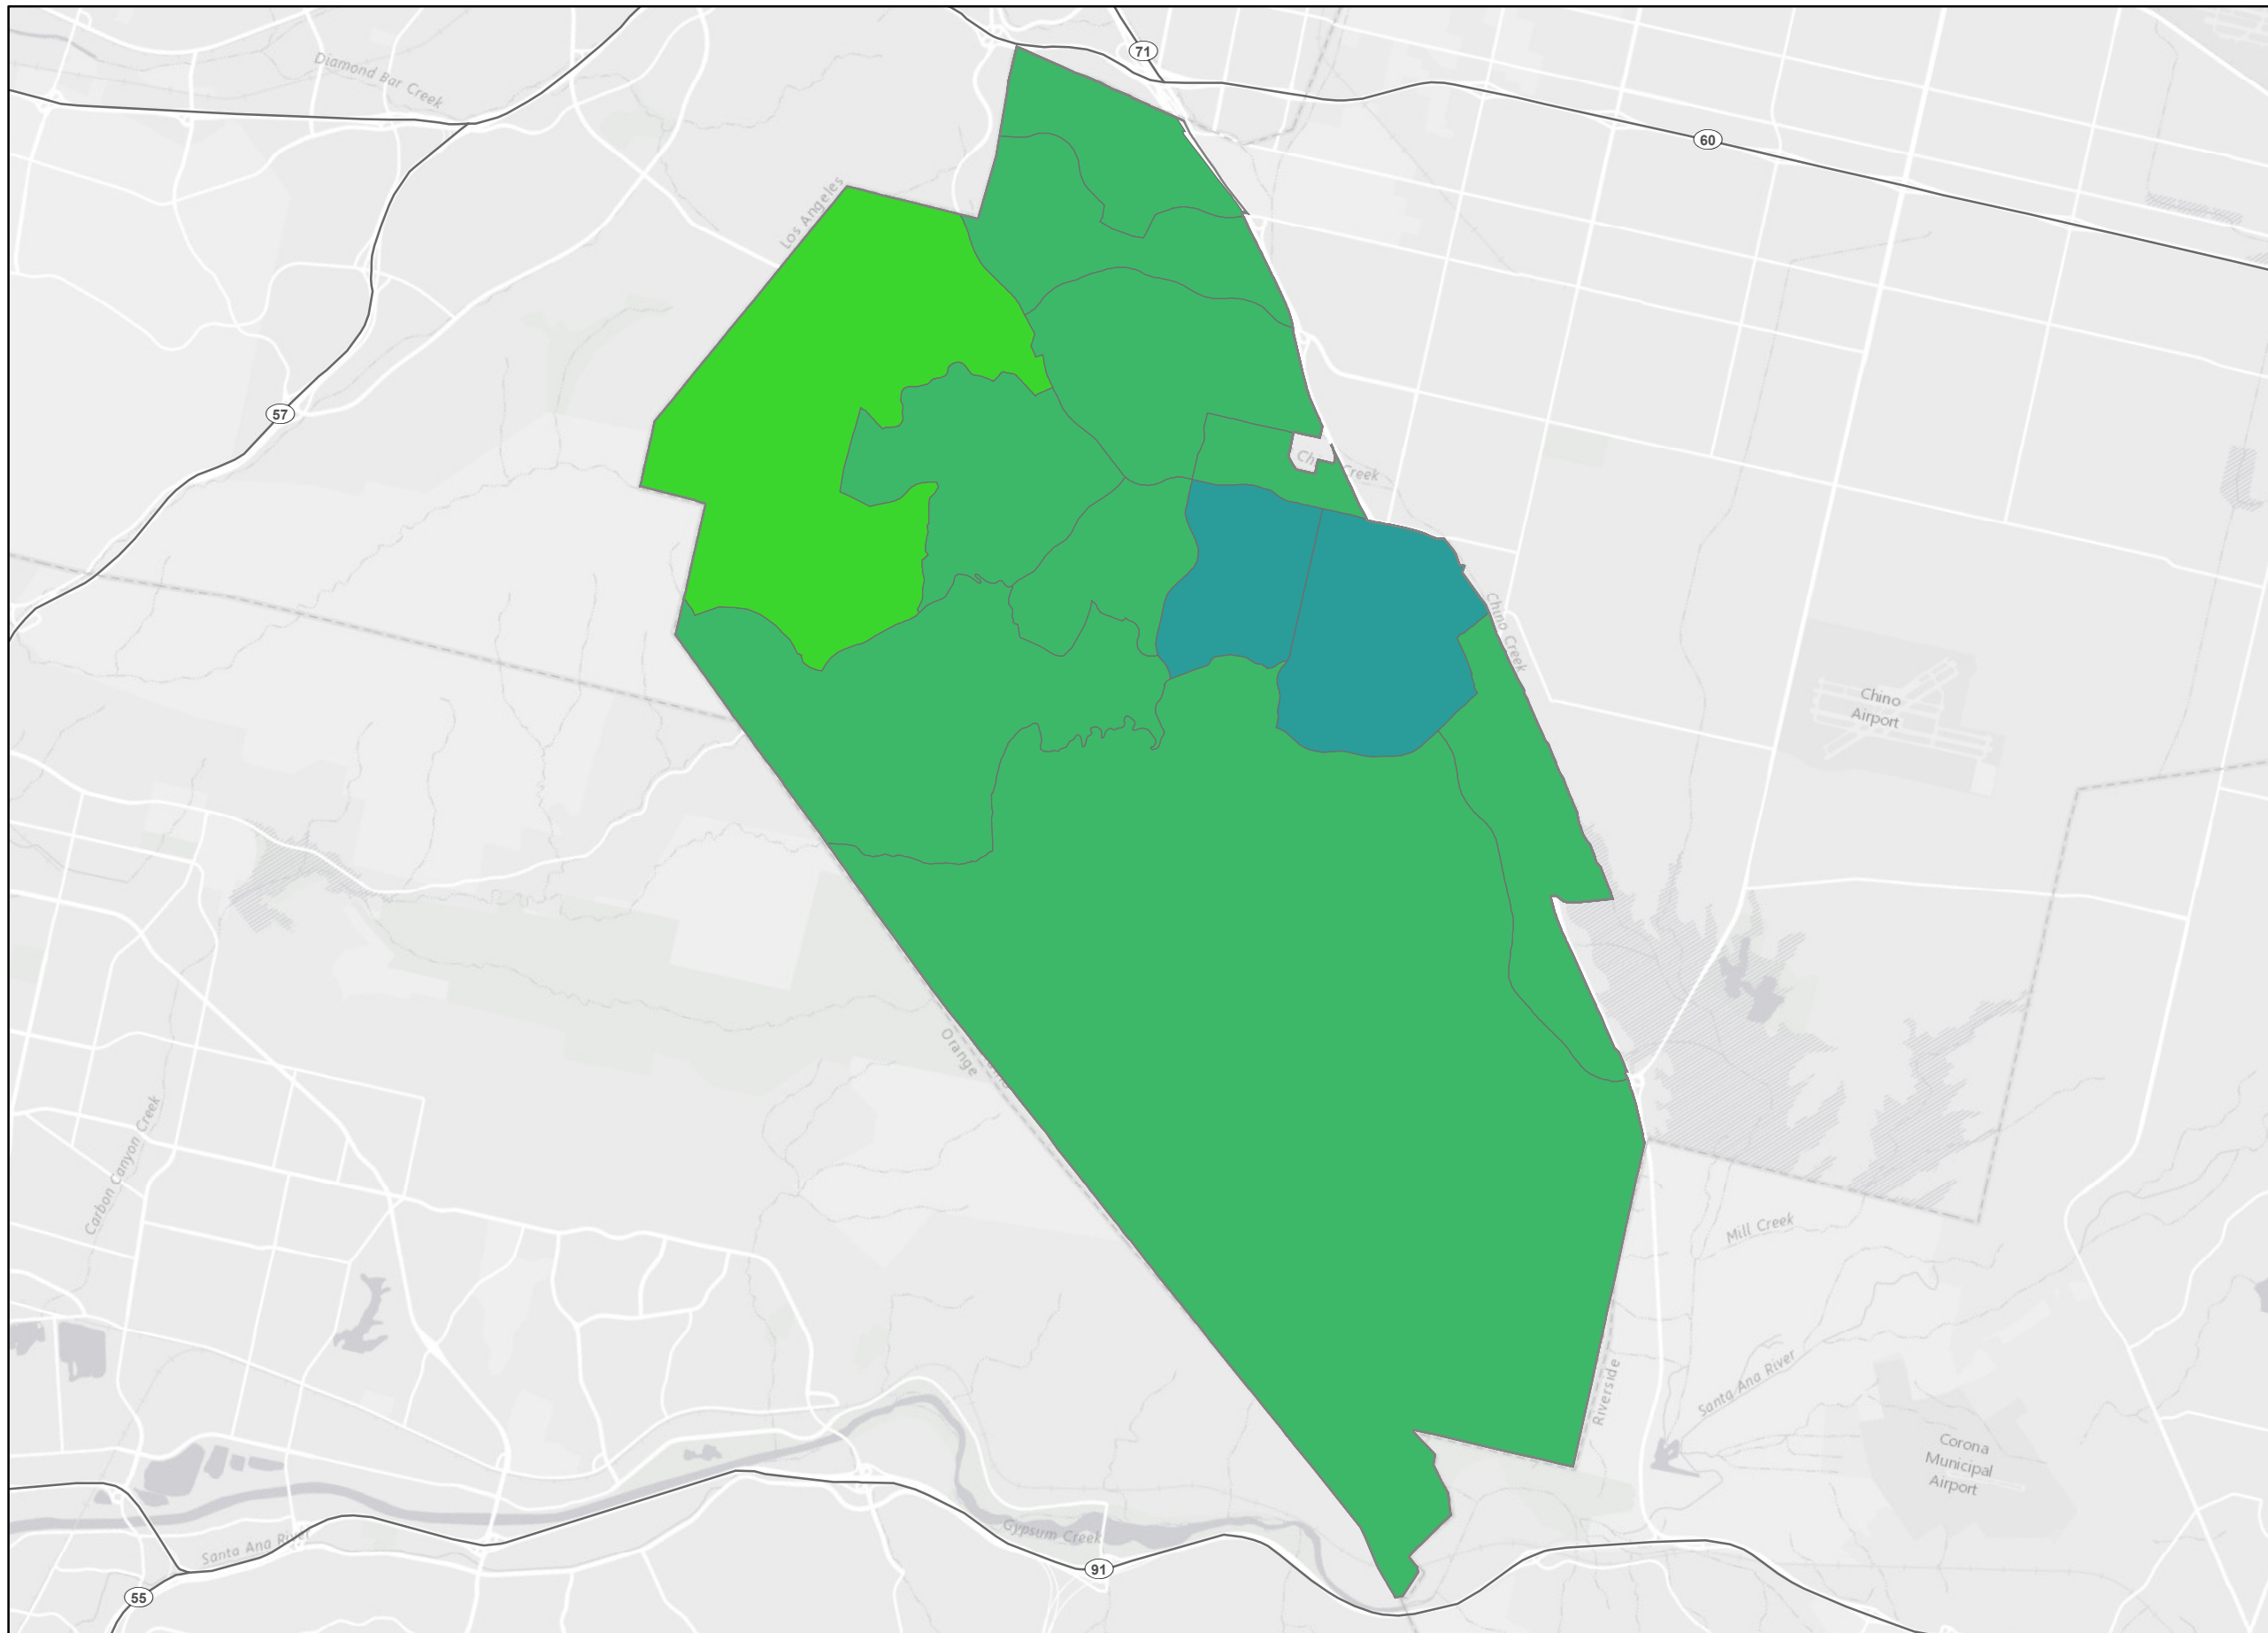 71
Diamond Bar Creek
60
Los Angeles
57
Creek
Chino Creek
Chino
Airport
Orange
Carbon Canyon Creek
Mill Creek
Riverside
Santa Ana River
Corona
Municipal
Airport
Gypsum Creek
Santa Ana River
91
55